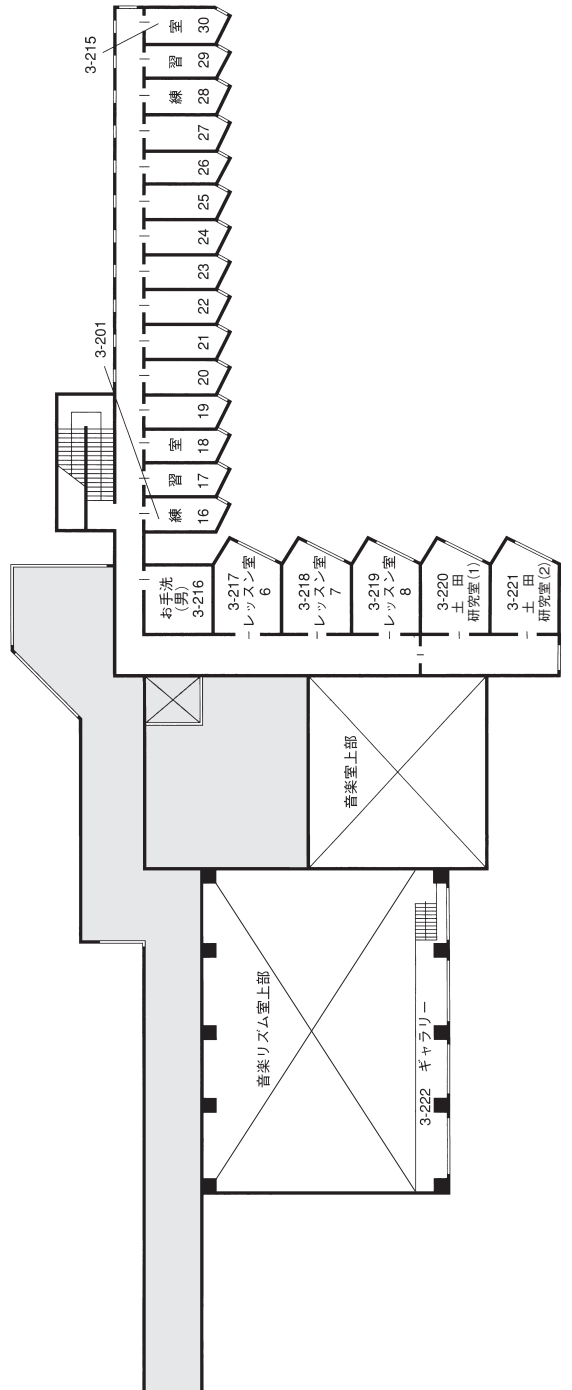 3-215
室 30
習 29
練 28
27
26
25
24
23
22
21
20
19
室 18
習 17
練 16
3-201
お手洗
(男)
3-216
3-217
レッスン室
6
3-218
レッスン室
7
3-219
レッスン室
8
3-220
土田
研究室(1)
3-221
土田
研究室(2)
音楽室上部
音楽リズム室上部
3-222 ギャラリー